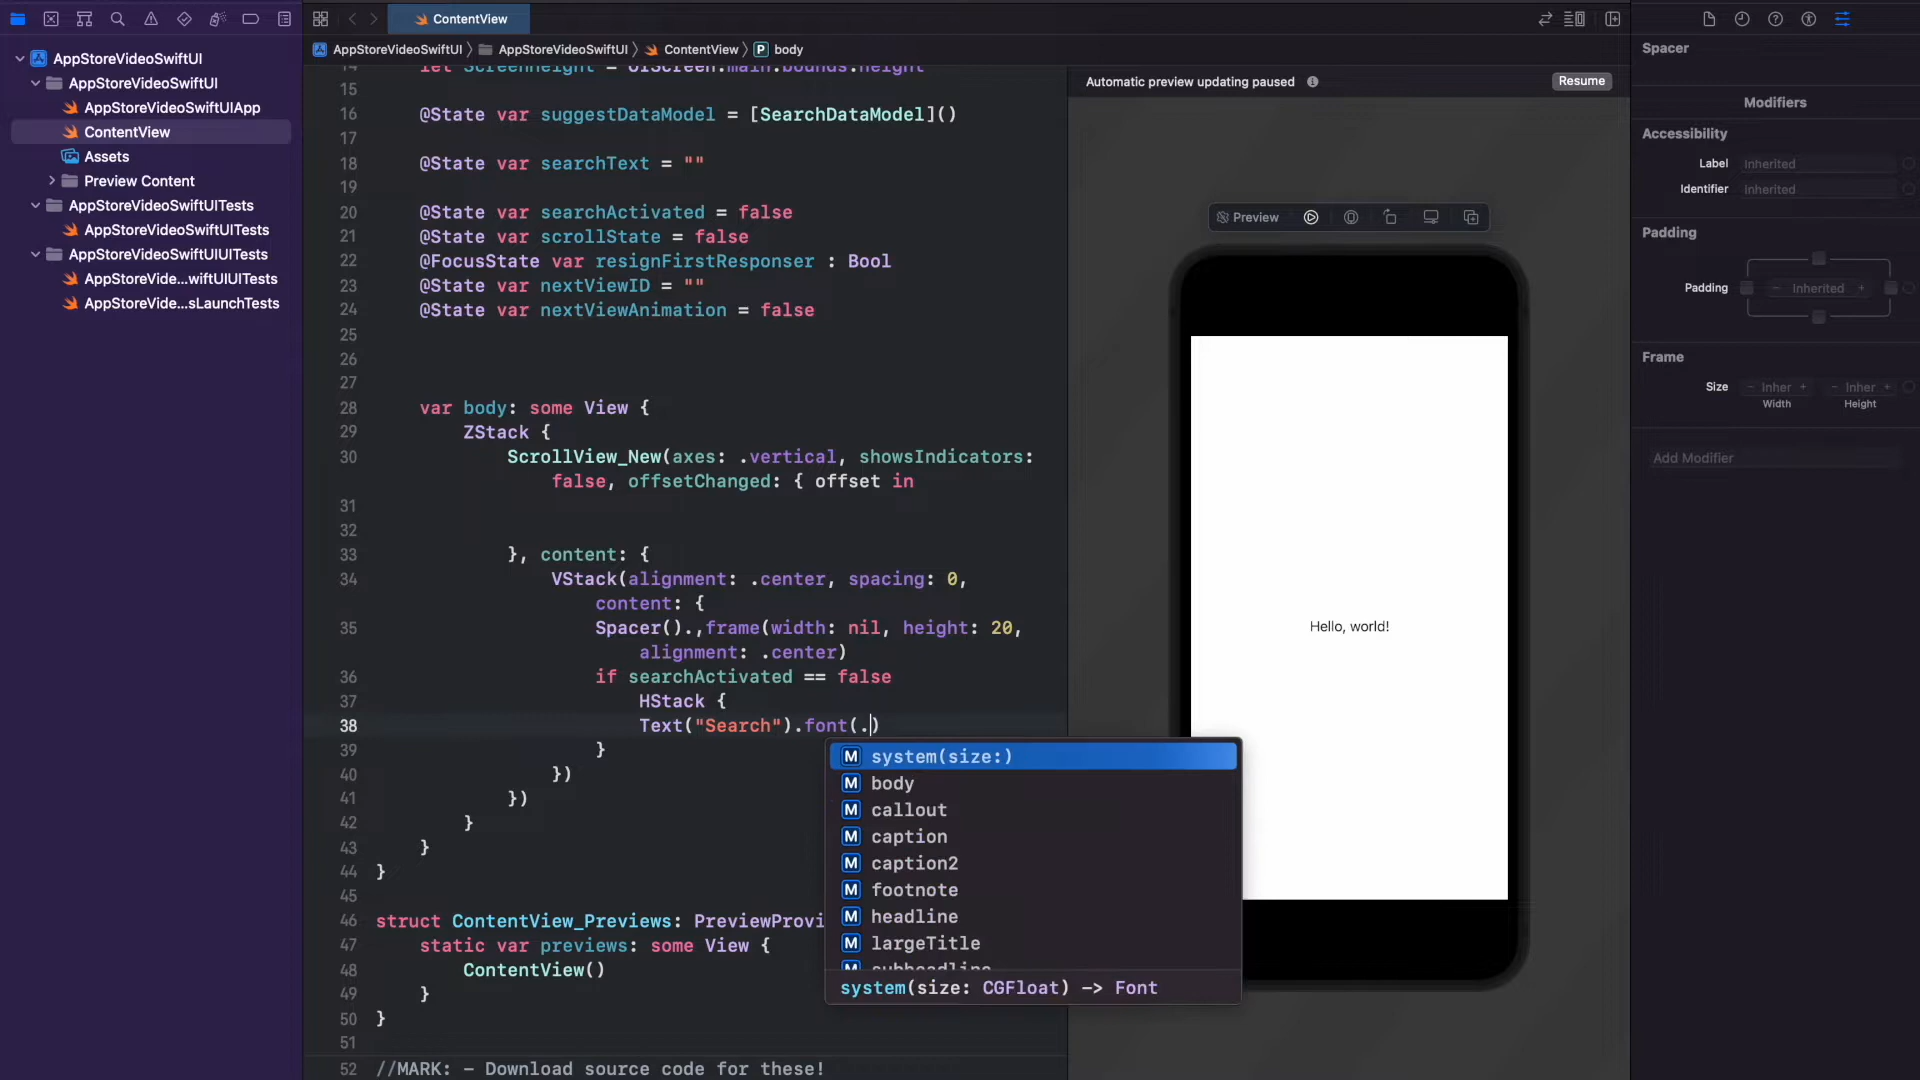 ContentView
AppStoreVideoSwiftUI
AppStoreVideoSwiftUI
AppStoreVideoSwiftUIApp
ContentView
Assets
Preview Content
AppStoreVideoSwiftUITests
AppStoreVideoSwiftUITests
AppStoreVideoSwiftUIUITests
AppStoreVide...wiftUIUITests
AppStoreVide...sLaunchTests
AppStoreVideoSwiftUI AppStoreVideoSwiftUI ContentView P body
14 let ScreenHeight = UIScreen.main.bounds.height
15
16 @State var suggestDataModel = [SearchDataModel]()
17
18 @State var searchText = ""
19
20 @State var searchActivated = false
21 @State var scrollState = false
22 @FocusState var resignFirstResponser : Bool
23 @State var nextViewID = ""
24 @State var nextViewAnimation = false
25
26
27
28 var body: some View {
29 ZStack {
30 ScrollView_New(axes: .vertical, showsIndicators:
false, offsetChanged: { offset in
31
32
33 }, content: {
34 VStack(alignment: .center, spacing: 0,
content: {
35 Spacer().,frame(width: nil, height: 20,
alignment: .center)
36 if searchActivated == false
37 HStack {
38 Text("Search").font(.)
39 }
40 })
41 })
42 }
43 }
44 }
45
46 struct ContentView_Previews: PreviewProvi
47 static var previews: some View {
48 ContentView()
49 }
50 }
51
52 //MARK: - Download source code for these!
M system(size:)
M body
M callout
M caption
M caption2
M footnote
M headline
M largeTitle
M subheadline
system(size: CGFloat) -> Font
Automatic preview updating paused
Resume
Preview
Hello, world!
Spacer
Modifiers
Accessibility
Label Inherited
Identifier Inherited
Padding
Padding - Inherited +
Frame
Size - Inher + - Inher +
Width Height
Add Modifier